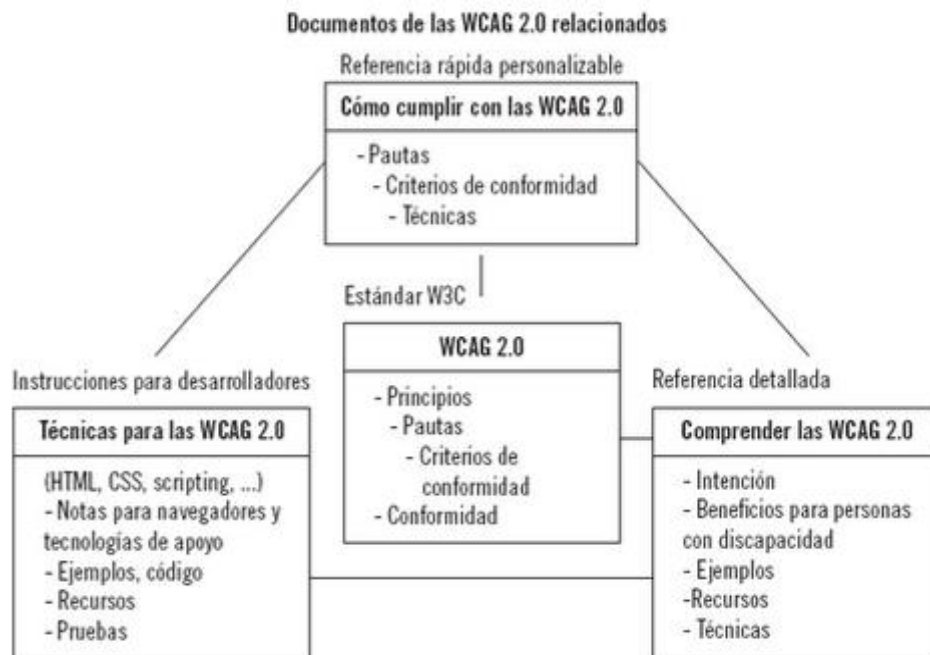 Documentos de las WCAG 2.0 relacionados
Referencia rápida personalizable
Cómo cumplir con las WCAG 2.0
- Pautas
- Criterios de conformidad
- Técnicas
Estándar W3C
WCAG 2.0
- Principios
- Pautas
- Criterios de
conformidad
- Conformidad
Instrucciones para desarrolladores
Técnicas para las WCAG 2.0
(HTML, CSS, scripting, ...)
- Notas para navegadores y
tecnologías de apoyo
- Ejemplos, código
- Recursos
- Pruebas
Referencia detallada
Comprender las WCAG 2.0
- Intención
- Beneficios para personas
con discapacidad
- Ejemplos
-Recursos
- Técnicas